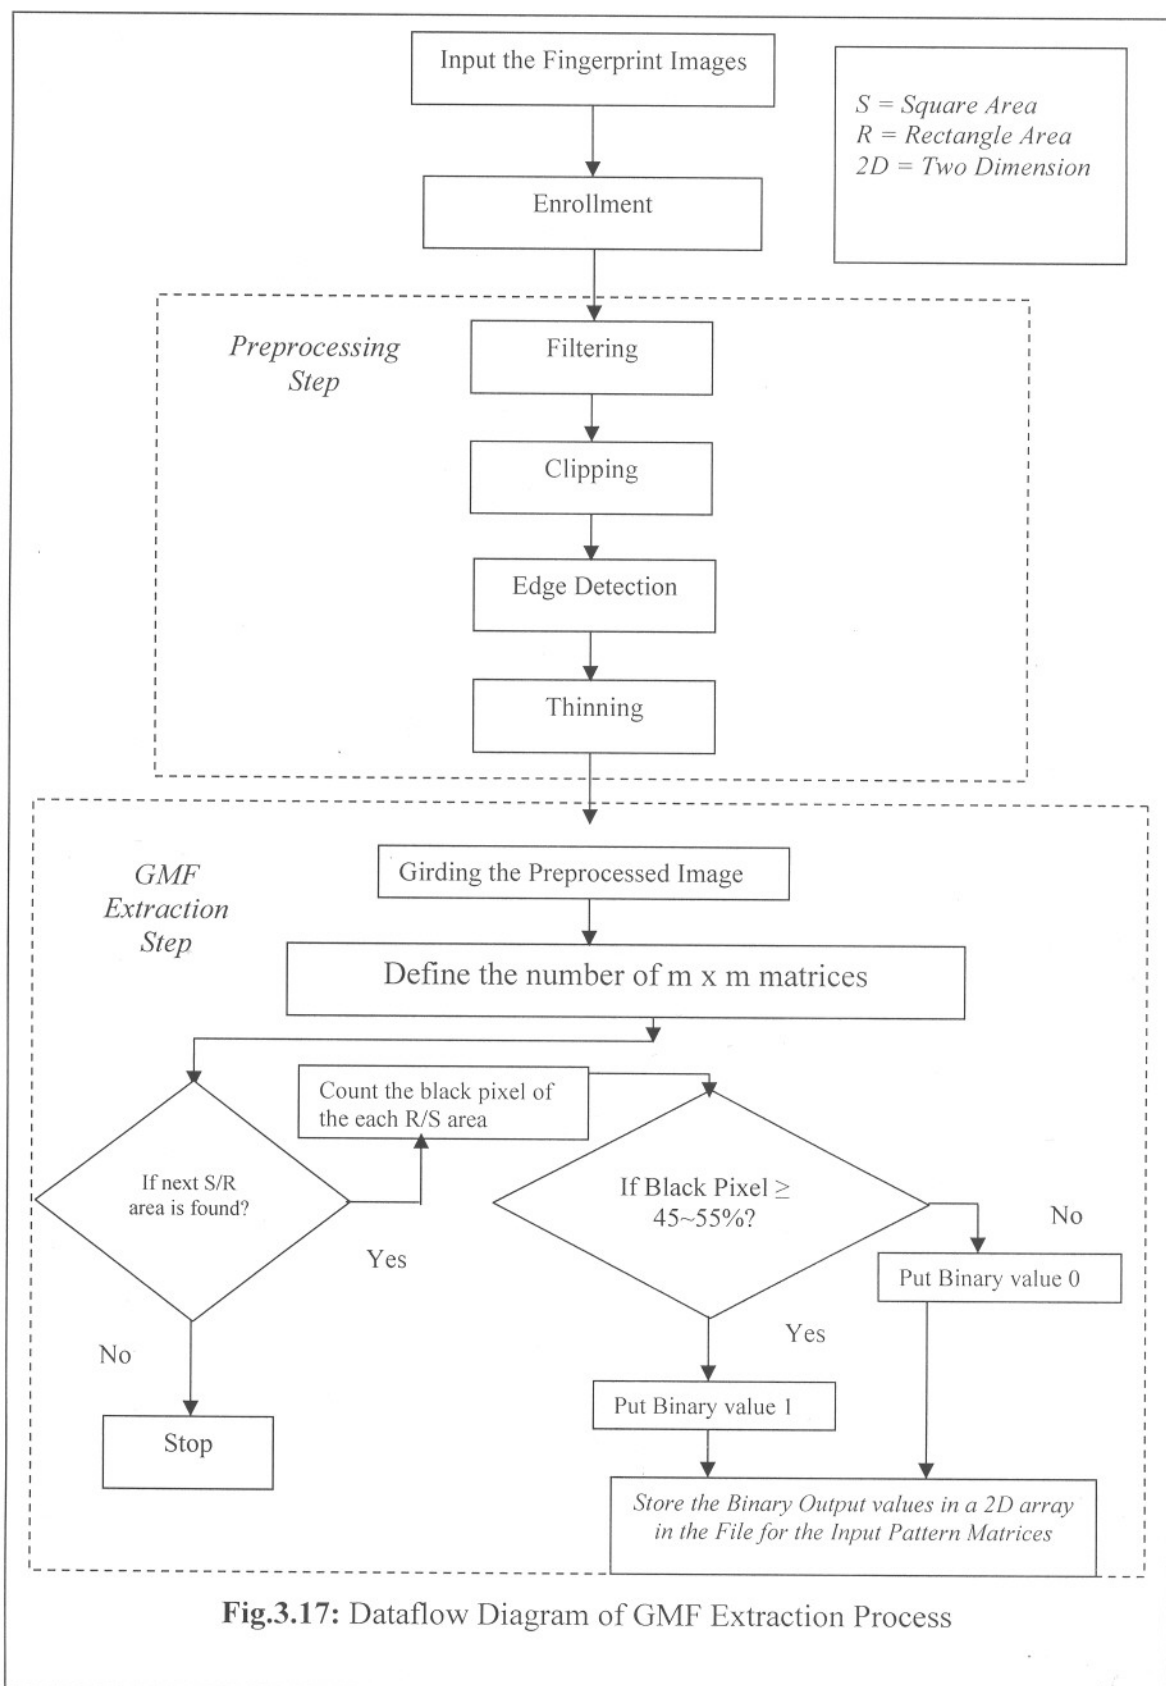 Input the Fingerprint Images
S = Square Area
R = Rectangle Area
2D = Two Dimension
Enrollment
Preprocessing
Step
Filtering
Clipping
Edge Detection
Thinning
GMF
Extraction
Step
Girding the Preprocessed Image
Define the number of m x m matrices
Count the black pixel of
the each R/S area
If next S/R
area is found?
Yes
No
Stop
If Black Pixel ≥
45~55%?
No
Put Binary value 0
Yes
Put Binary value 1
Store the Binary Output values in a 2D array
in the File for the Input Pattern Matrices
Fig.3.17: Dataflow Diagram of GMF Extraction Process